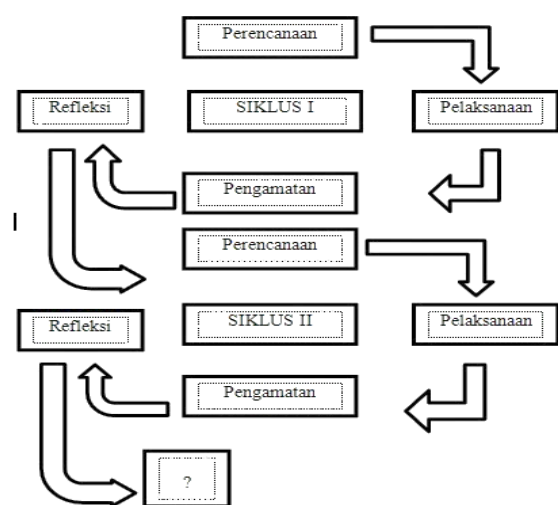 Perencanaan
Refleksi
SIKLUS I
Pelaksanaan
Pengamatan
Perencanaan
Refleksi
SIKLUS II
Pelaksanaan
Pengamatan
?